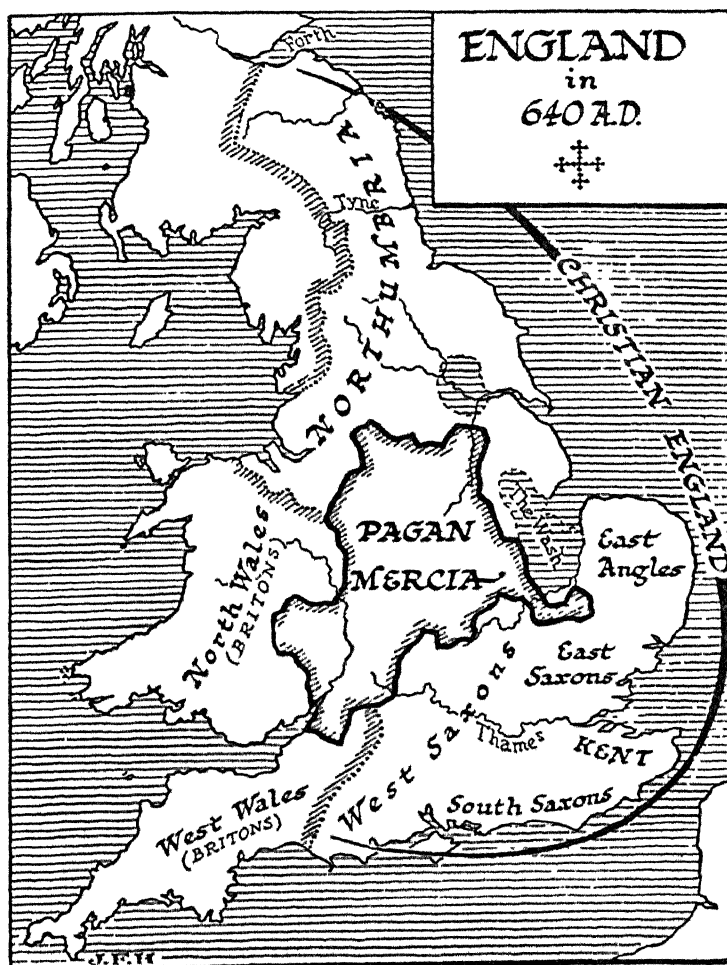 ENGLAND
in
640 A.D.
Forth
Tyne
NORTHUMBRIA
CHRISTIAN ENGLAND
The Wash
PAGAN
MERCIA
East
Angles
North Wales
(BRITONS)
East
Saxons
West Saxons
Thames
KENT
South Saxons
West Wales
(BRITONS)
J.F.H